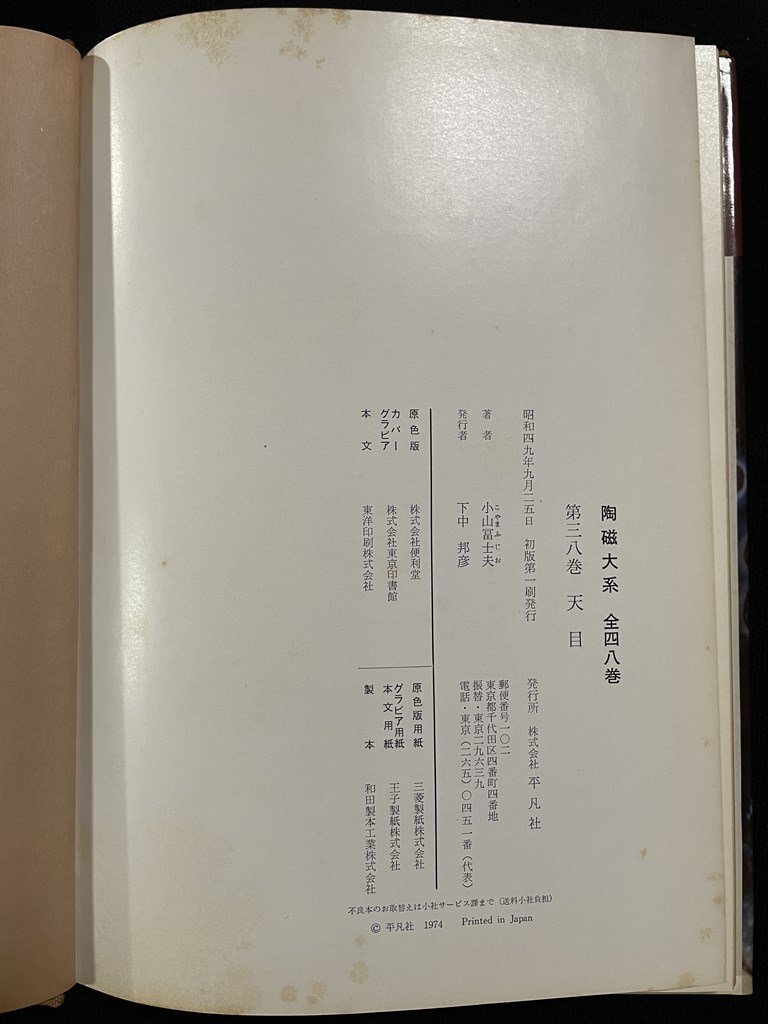 陶磁大系　全四八巻
第三八巻　天目
昭和四九年九月二五日　初版第一刷発行
著者　小山冨士夫
こやまふじお
発行者　下中邦彦
発行所　株式会社　平凡社
郵便番号一〇二
東京都千代田区四番町四番地
振替・東京二九六三九
電話・東京(二六五)〇四五一番(代表)
原色版　株式会社便利堂
カバー
グラビア　株式会社東京印書館
本文　東洋印刷株式会社
原色版用紙　三菱製紙株式会社
グラビア用紙
本文用紙　王子製紙株式会社
製本　和田製本工業株式会社
不良本のお取替えは小社サービス課まで(送料小社負担)
© 平凡社　1974　Printed in Japan